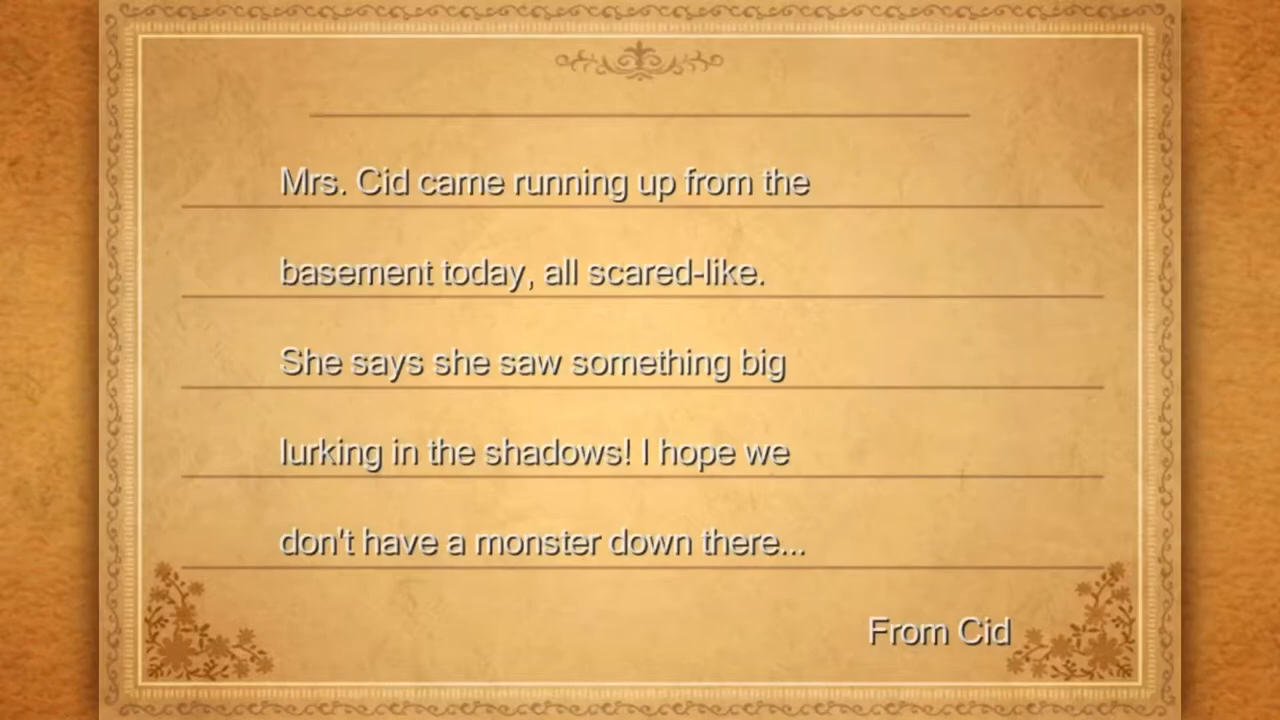 Mrs. Cid came running up from the
basement today, all scared-like.
She says she saw something big
lurking in the shadows! I hope we
don't have a monster down there...
From Cid